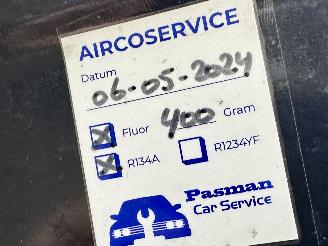 AIRCOSERVICE
Datum
06-05-2024
Fluor 400 Gram
R134A R1234YF
Pasman
Car Service